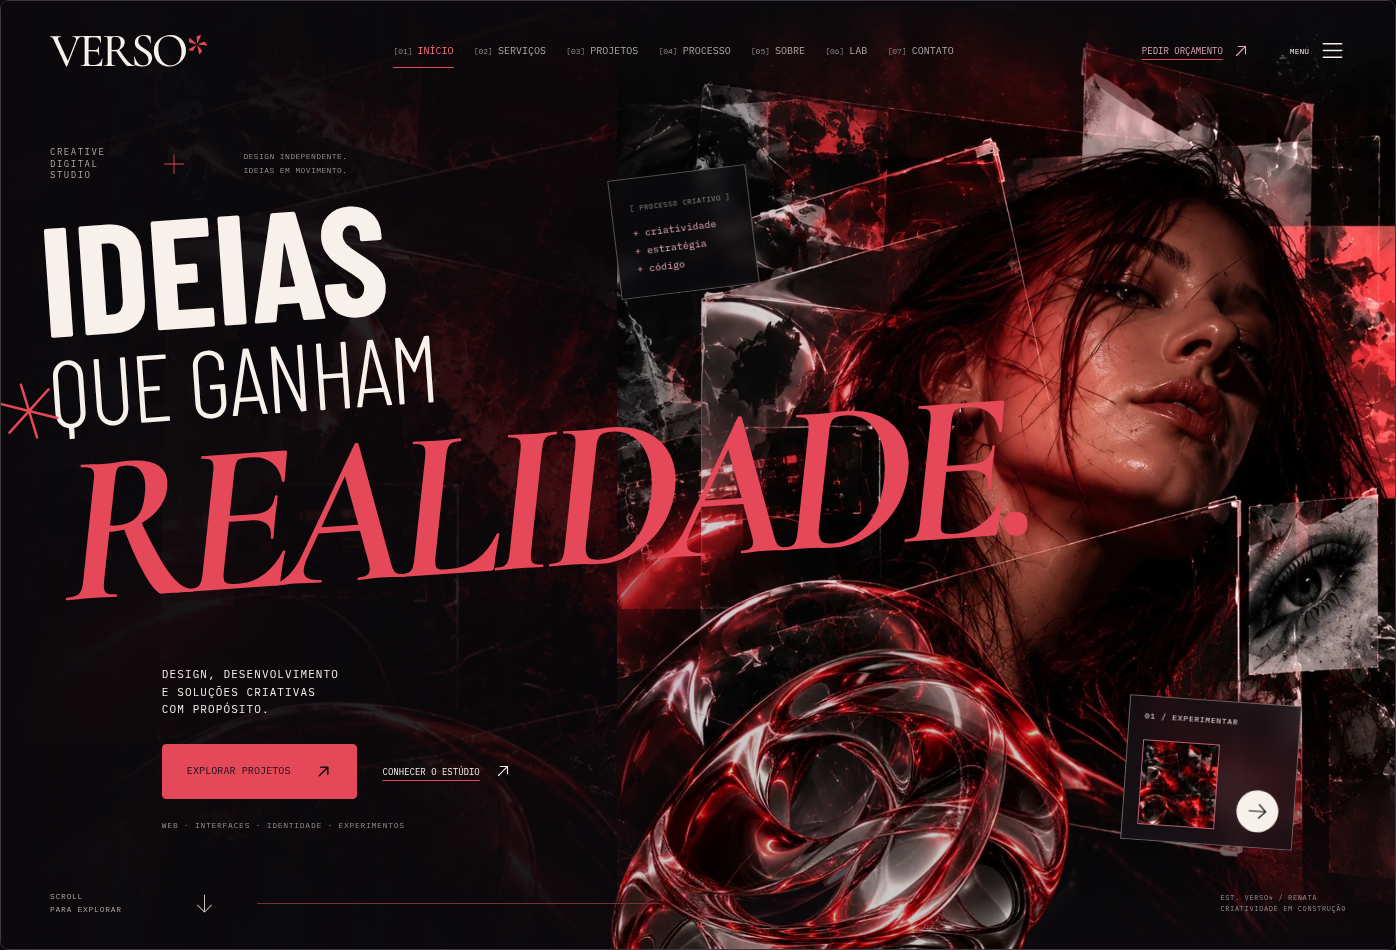 VERSO*
[01] INÍCIO [02] SERVIÇOS [03] PROJETOS [04] PROCESSO [05] SOBRE [06] LAB [07] CONTATO
PEDIR ORÇAMENTO
MENU
CREATIVE
DIGITAL
STUDIO
DESIGN INDEPENDENTE.
IDEIAS EM MOVIMENTO.
IDEIAS
QUE GANHAM
REALIDADE.
[ PROCESSO CRIATIVO ]
+ criatividade
+ estratégia
+ código
DESIGN, DESENVOLVIMENTO
E SOLUÇÕES CRIATIVAS
COM PROPÓSITO.
EXPLORAR PROJETOS
CONHECER O ESTÚDIO
WEB · INTERFACES · IDENTIDADE · EXPERIMENTOS
01 / EXPERIMENTAR
SCROLL
PARA EXPLORAR
EST. VERSO* / RENATA
CRIATIVIDADE EM CONSTRUÇÃO